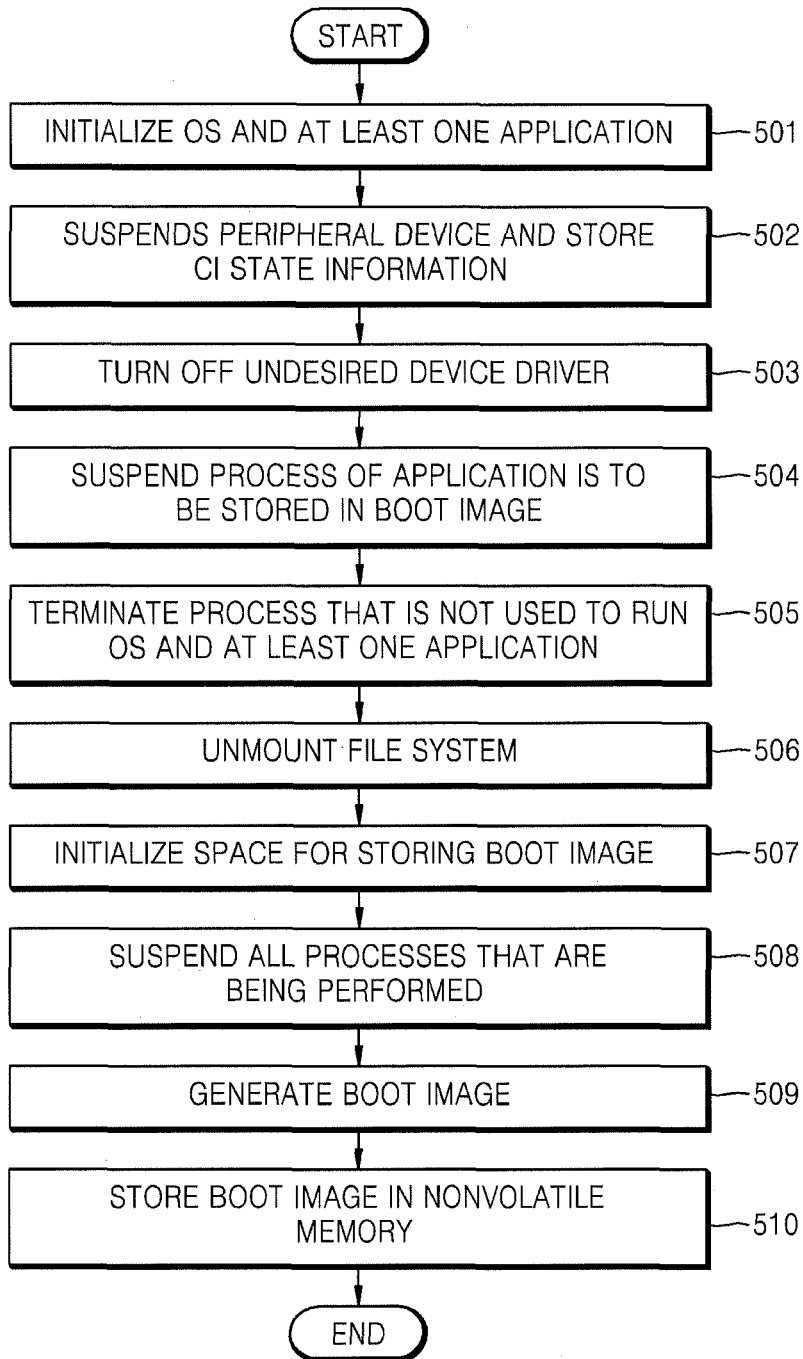 START
INITIALIZE OS AND AT LEAST ONE APPLICATION
501
SUSPENDS PERIPHERAL DEVICE AND STORE
CI STATE INFORMATION
502
TURN OFF UNDESIRED DEVICE DRIVER
503
SUSPEND PROCESS OF APPLICATION IS TO
BE STORED IN BOOT IMAGE
504
TERMINATE PROCESS THAT IS NOT USED TO RUN
OS AND AT LEAST ONE APPLICATION
505
UNMOUNT FILE SYSTEM
506
INITIALIZE SPACE FOR STORING BOOT IMAGE
507
SUSPEND ALL PROCESSES THAT ARE
BEING PERFORMED
508
GENERATE BOOT IMAGE
509
STORE BOOT IMAGE IN NONVOLATILE
MEMORY
510
END